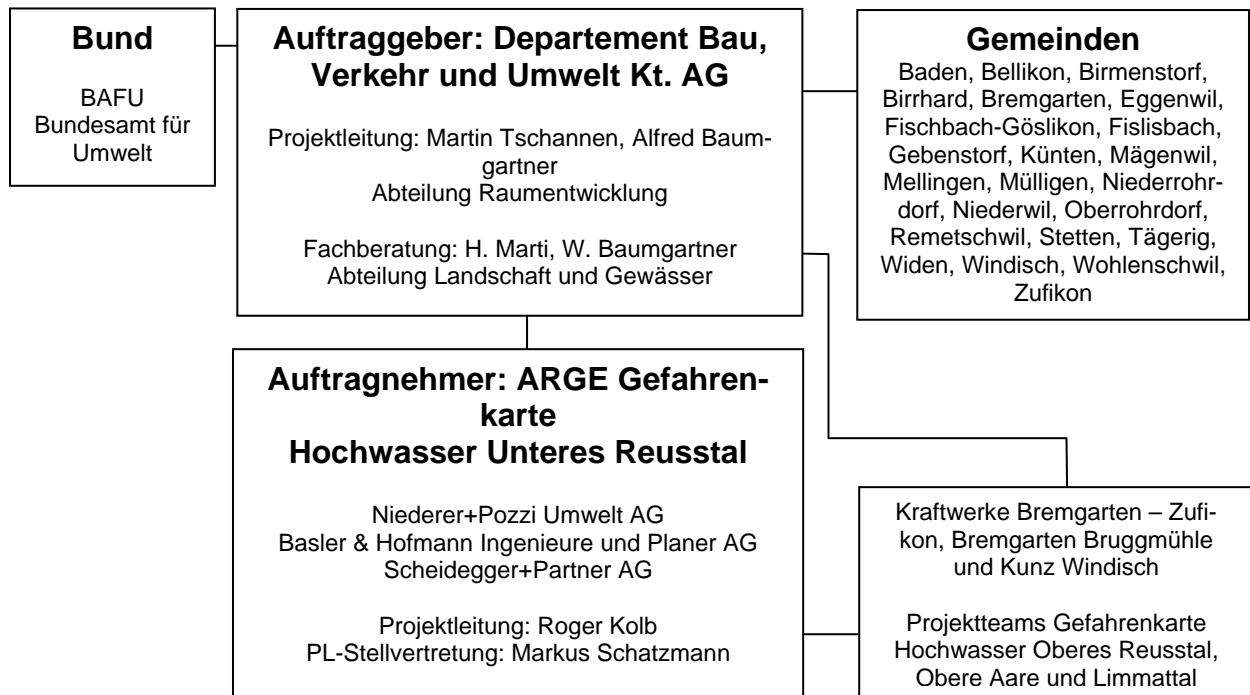 Bund
BAFU
Bundesamt für
Umwelt
Auftraggeber: Departement Bau,
Verkehr und Umwelt Kt. AG
Projektleitung: Martin Tschannen, Alfred Baum-
gartner
Abteilung Raumentwicklung
Fachberatung: H. Marti, W. Baumgartner
Abteilung Landschaft und Gewässer
Gemeinden
Baden, Bellikon, Birmenstorf,
Birrhard, Bremgarten, Eggenwil,
Fischbach-Göslikon, Fislisbach,
Gebenstorf, Künten, Mägenwil,
Mellingen, Mülligen, Niederrohr-
dorf, Niederwil, Oberrohrdorf,
Remetschwil, Stetten, Tägerig,
Widen, Windisch, Wohlenschwil,
Zufikon
Auftragnehmer: ARGE Gefahren-
karte
Hochwasser Unteres Reusstal
Niederer+Pozzi Umwelt AG
Basler & Hofmann Ingenieure und Planer AG
Scheidegger+Partner AG
Projektleitung: Roger Kolb
PL-Stellvertretung: Markus Schatzmann
Kraftwerke Bremgarten – Zufi-
kon, Bremgarten Bruggmühle
und Kunz Windisch
Projektteams Gefahrenkarte
Hochwasser Oberes Reusstal,
Obere Aare und Limmattal